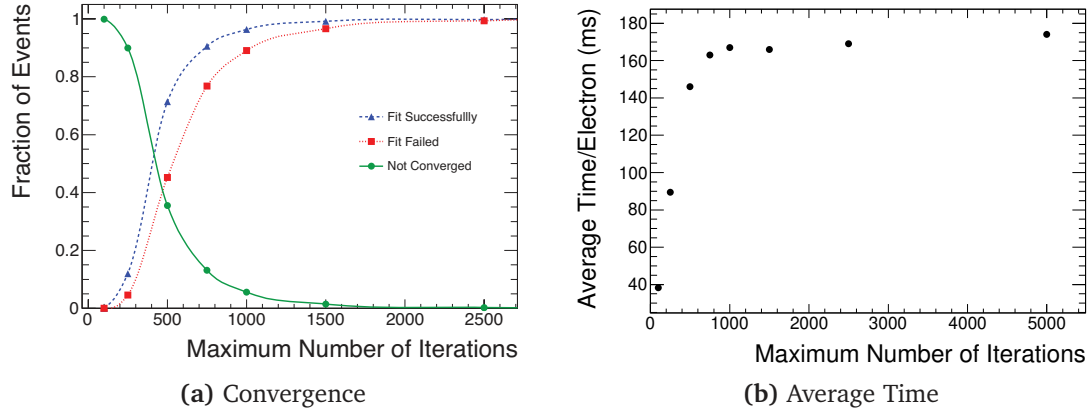 Fraction of Events
1
0.8
0.6
0.4
0.2
0
Fit Successfullly
Fit Failed
Not Converged
0
500
1000
1500
2000
2500
Maximum Number of Iterations
(a) Convergence
Average Time/Electron (ms)
180
160
140
120
100
80
60
40
0
1000
2000
3000
4000
5000
Maximum Number of Iterations
(b) Average Time